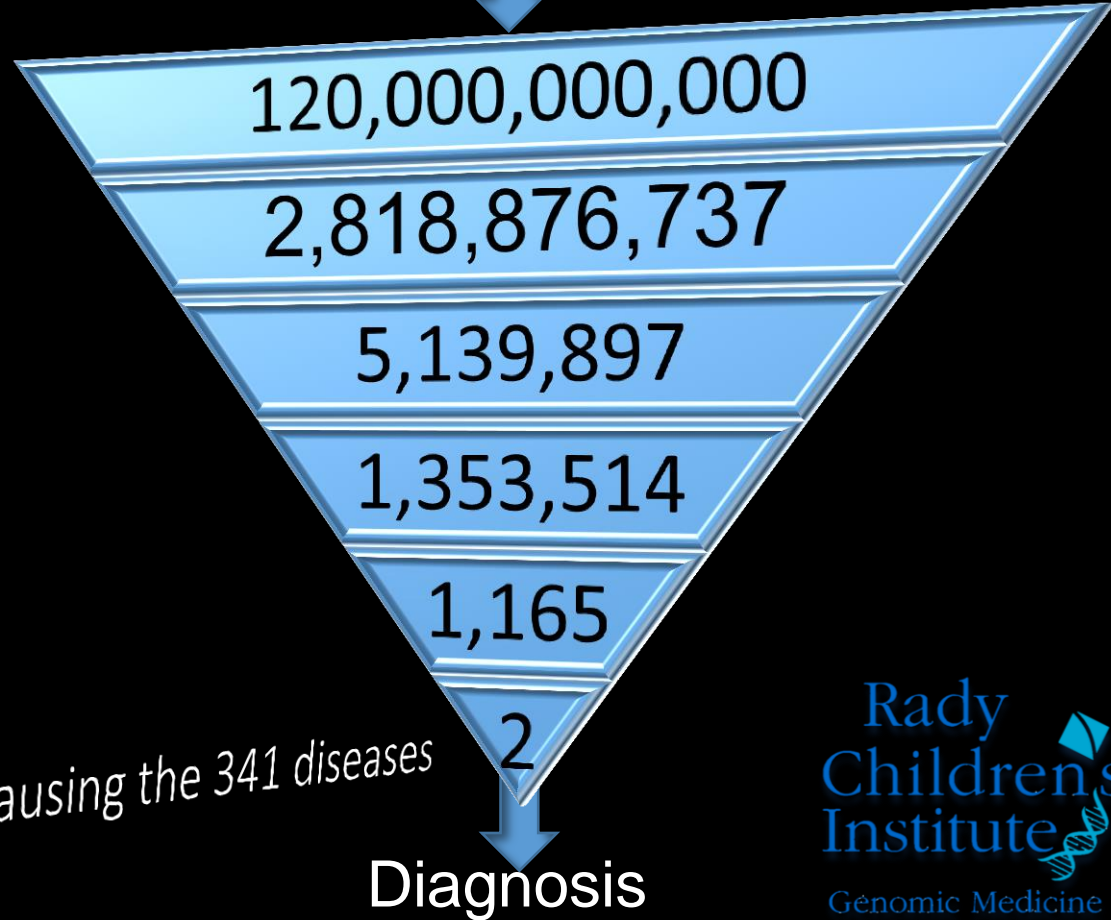 120,000,000,000
2,818,876,737
5,139,897
1,353,514
1,165
2
the 341 diseases
Diagnosis
Rady
Children's
Institute
Genomic Medicine